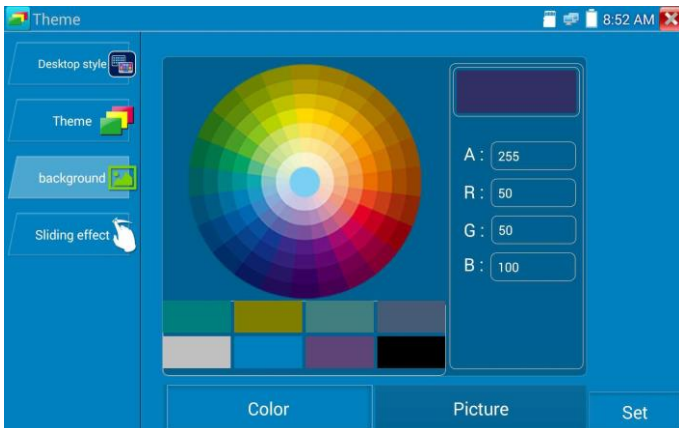 Theme
8:52 AM
Desktop style
Theme
background
Sliding effect
A : 255
R : 50
G : 50
B : 100
Color
Picture
Set